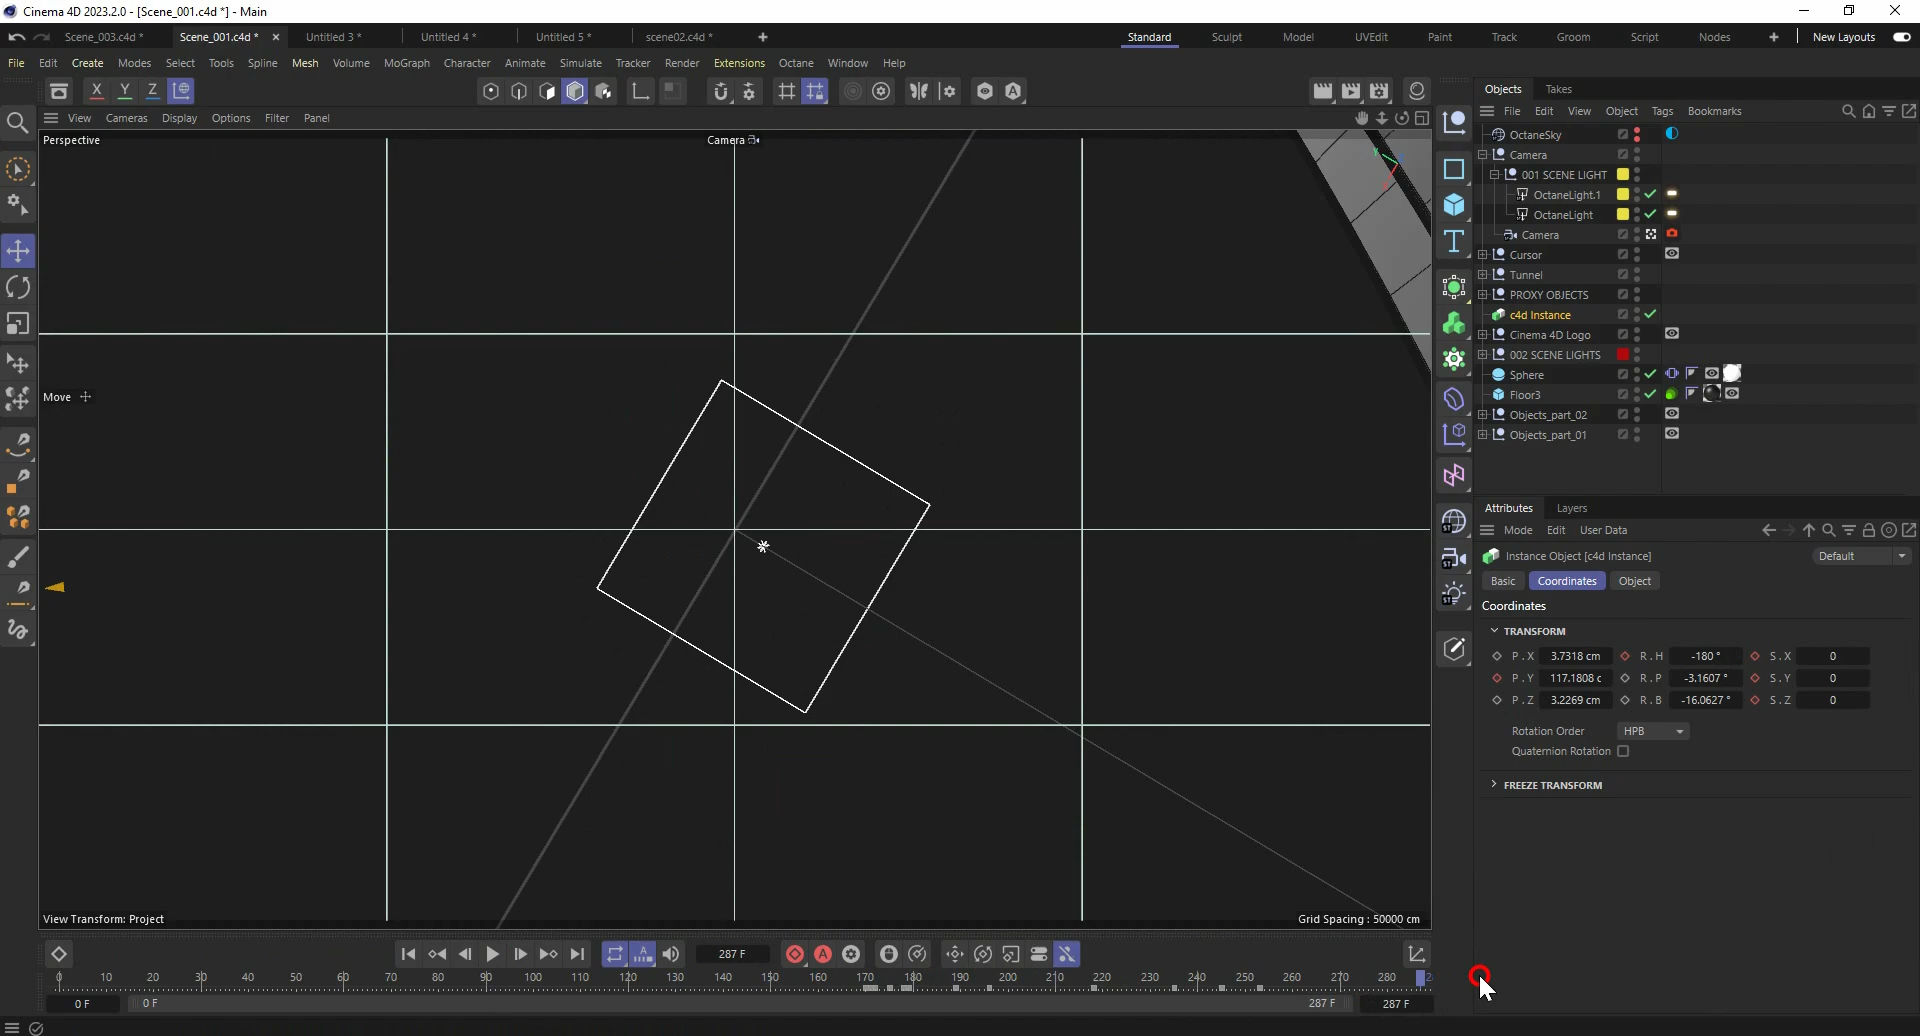 Cinema 4D 2023.2.0 - [Scene_001.c4d *] - Main
Scene_003.c4d *
Scene_001.c4d *
Untitled 3 *
Untitled 4 *
Untitled 5 *
scene02.c4d *
Standard
Sculpt
Model
UVEdit
Paint
Track
Groom
Script
Nodes
New Layouts
File Edit Create Modes Select Tools Spline Mesh Volume MoGraph Character Animate Simulate Tracker Render Extensions Octane Window Help
X Y Z
Objects Takes
View Cameras Display Options Filter Panel
File Edit View Object Tags Bookmarks
Perspective
Camera
OctaneSky
Camera
001 SCENE LIGHT
OctaneLight.1
OctaneLight
Camera
Cursor
Tunnel
PROXY OBJECTS
c4d Instance
Cinema 4D Logo
002 SCENE LIGHTS
Sphere
Floor3
Objects_part_02
Objects_part_01
Move
Attributes Layers
Mode Edit User Data
Instance Object [c4d Instance]
Default
Basic Coordinates Object
Coordinates
TRANSFORM
P . X 3.7318 cm R . H -180 ° S . X 0
P . Y 117.1808 c R . P -3.1607 ° S . Y 0
P . Z 3.2269 cm R . B -16.0627 ° S . Z 0
Rotation Order HPB
Quaternion Rotation
FREEZE TRANSFORM
View Transform: Project
Grid Spacing : 50000 cm
287 F
0 10 20 30 40 50 60 70 80 90 100 110 120 130 140 150 160 170 180 190 200 210 220 230 240 250 260 270 280
0 F
0 F
287 F
287 F